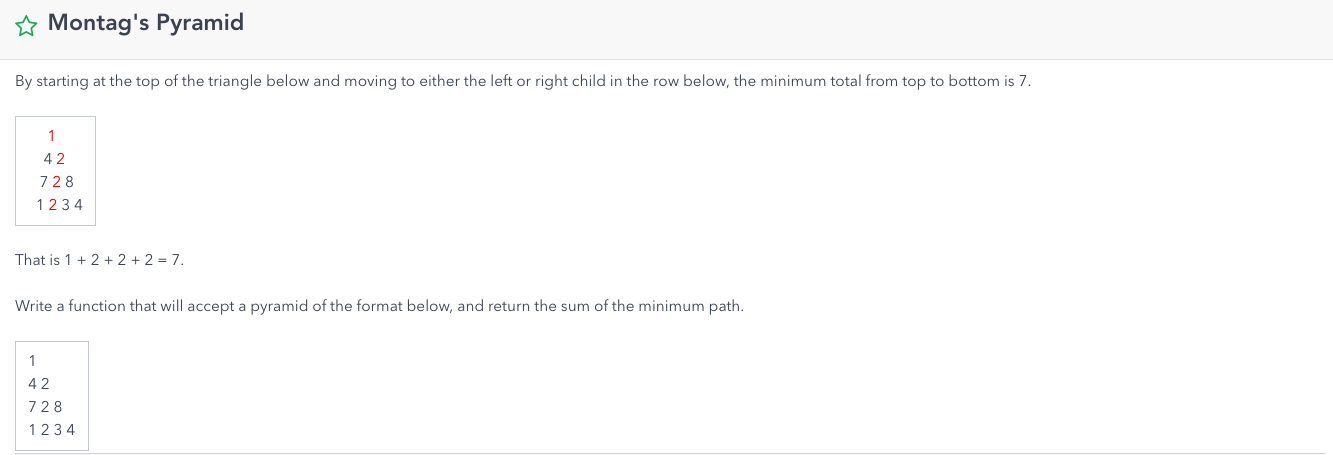 Montag's Pyramid
By starting at the top of the triangle below and moving to either the left or right child in the row below, the minimum total from top to bottom is 7.
1
4 2
7 2 8
1 2 3 4
That is 1 + 2 + 2 + 2 = 7.
Write a function that will accept a pyramid of the format below, and return the sum of the minimum path.
1
4 2
7 2 8
1 2 3 4